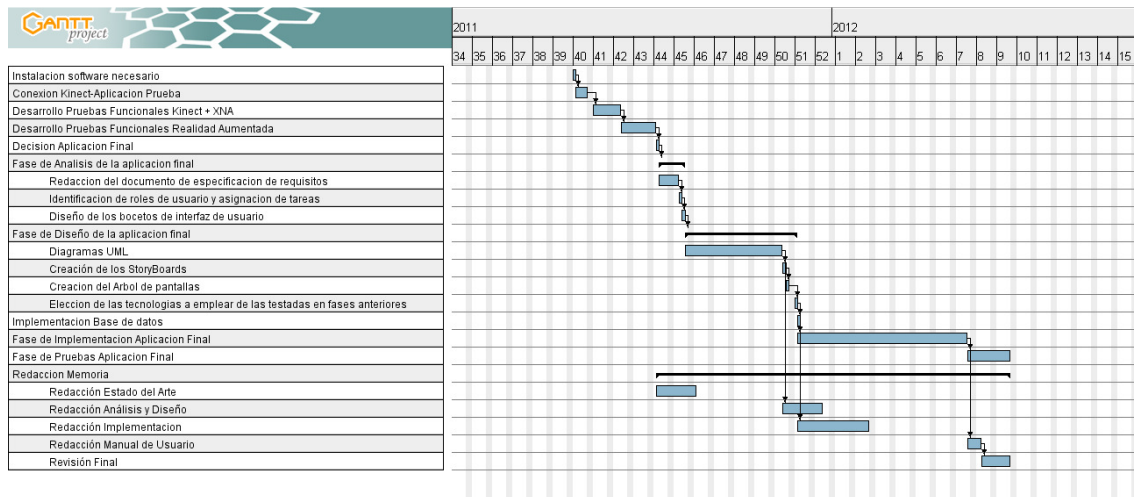 GANTT
project
2011 2012
34 35 36 37 38 39 40 41 42 43 44 45 46 47 48 49 50 51 52 1 2 3 4 5 6 7 8 9 10 11 12 13 14 15
Instalacion software necesario
Conexion Kinect-Aplicacion Prueba
Desarrollo Pruebas Funcionales Kinect + XNA
Desarrollo Pruebas Funcionales Realidad Aumentada
Decision Aplicacion Final
Fase de Analisis de la aplicacion final
Redaccion del documento de especificacion de requisitos
Identificacion de roles de usuario y asignacion de tareas
Diseño de los bocetos de interfaz de usuario
Fase de Diseño de la aplicacion final
Diagramas UML
Creación de los StoryBoards
Creacion del Arbol de pantallas
Eleccion de las tecnologias a emplear de las testadas en fases anteriores
Implementacion Base de datos
Fase de Implementacion Aplicacion Final
Fase de Pruebas Aplicacion Final
Redaccion Memoria
Redacción Estado del Arte
Redacción Análisis y Diseño
Redacción Implementacion
Redacción Manual de Usuario
Revisión Final